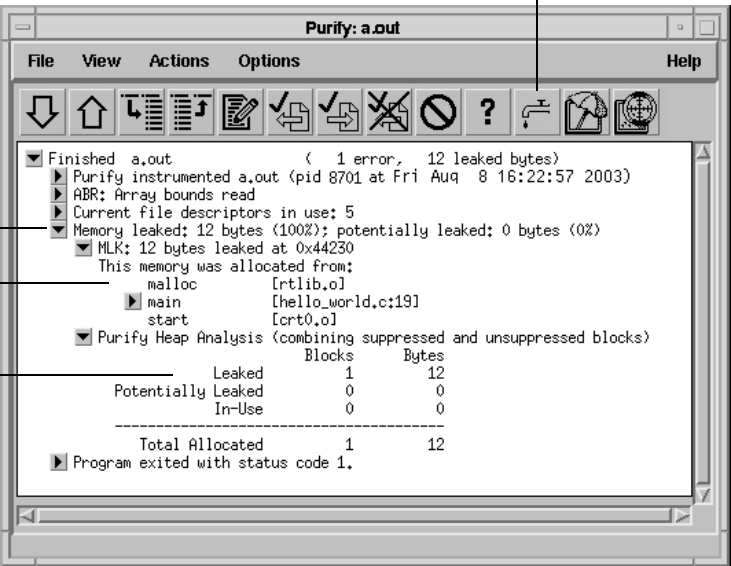 Purify: a.out
File View Actions Options Help
?
Finished a.out ( 1 error, 12 leaked bytes)
Purify instrumented a.out (pid 8701 at Fri Aug 8 16:22:57 2003)
ABR: Array bounds read
Current file descriptors in use: 5
Memory leaked: 12 bytes (100%); potentially leaked: 0 bytes (0%)
MLK: 12 bytes leaked at 0x44230
This memory was allocated from:
malloc [rtlib.o]
main [hello_world.c:19]
start [crt0.o]
Purify Heap Analysis (combining suppressed and unsuppressed blocks)
Blocks Bytes
Leaked 1 12
Potentially Leaked 0 0
In-Use 0 0
----------------------------------------
Total Allocated 1 12
Program exited with status code 1.